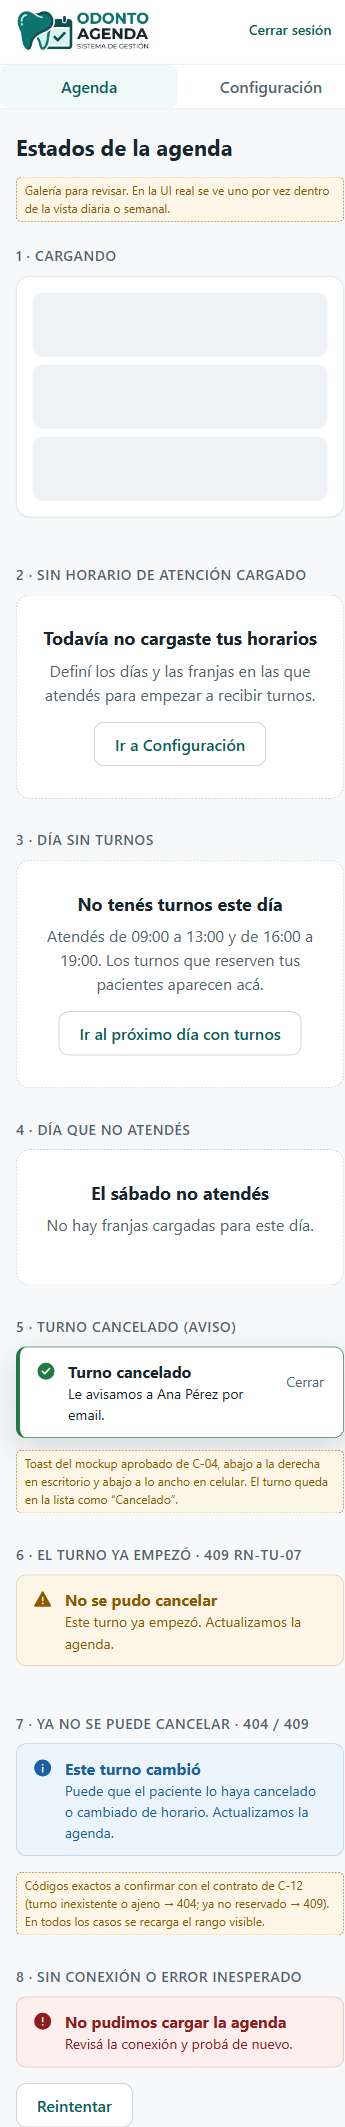 ODONTO
AGENDA
SISTEMA DE GESTIÓN
Cerrar sesión
Agenda
Configuración
Estados de la agenda
Galería para revisar. En la UI real se ve uno por vez dentro
de la vista diaria o semanal.
1 · CARGANDO
2 · SIN HORARIO DE ATENCIÓN CARGADO
Todavía no cargaste tus horarios
Definí los días y las franjas en las que
atendés para empezar a recibir turnos.
Ir a Configuración
3 · DÍA SIN TURNOS
No tenés turnos este día
Atendés de 09:00 a 13:00 y de 16:00 a
19:00. Los turnos que reserven tus
pacientes aparecen acá.
Ir al próximo día con turnos
4 · DÍA QUE NO ATENDÉS
El sábado no atendés
No hay franjas cargadas para este día.
5 · TURNO CANCELADO (AVISO)
Turno cancelado
Le avisamos a Ana Pérez por
email.
Cerrar
Toast del mockup aprobado de C-04, abajo a la derecha
en escritorio y abajo a lo ancho en celular. El turno queda
en la lista como “Cancelado”.
6 · EL TURNO YA EMPEZÓ · 409 RN-TU-07
No se pudo cancelar
Este turno ya empezó. Actualizamos la
agenda.
7 · YA NO SE PUEDE CANCELAR · 404 / 409
Este turno cambió
Puede que el paciente lo haya cancelado
o cambiado de horario. Actualizamos la
agenda.
Códigos exactos a confirmar con el contrato de C-12
(turno inexistente o ajeno → 404; ya no reservado → 409).
En todos los casos se recarga el rango visible.
8 · SIN CONEXIÓN O ERROR INESPERADO
No pudimos cargar la agenda
Revisá la conexión y probá de nuevo.
Reintentar